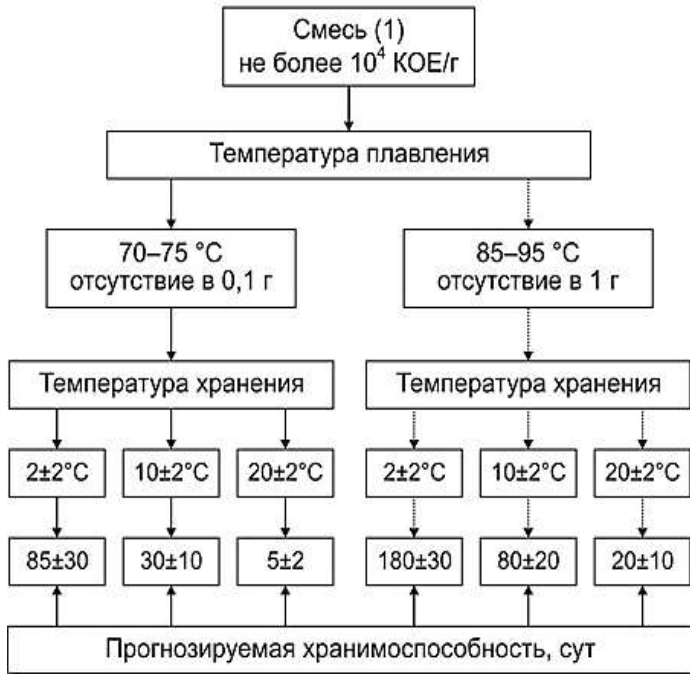 Смесь (1)
не более 10⁴ КОЕ/г
Температура плавления
70–75 °С
отсутствие в 0,1 г
85–95 °С
отсутствие в 1 г
Температура хранения
Температура хранения
2±2°С
10±2°С
20±2°С
2±2°С
10±2°С
20±2°С
85±30
30±10
5±2
180±30
80±20
20±10
Прогнозируемая хранимоспособность, сут